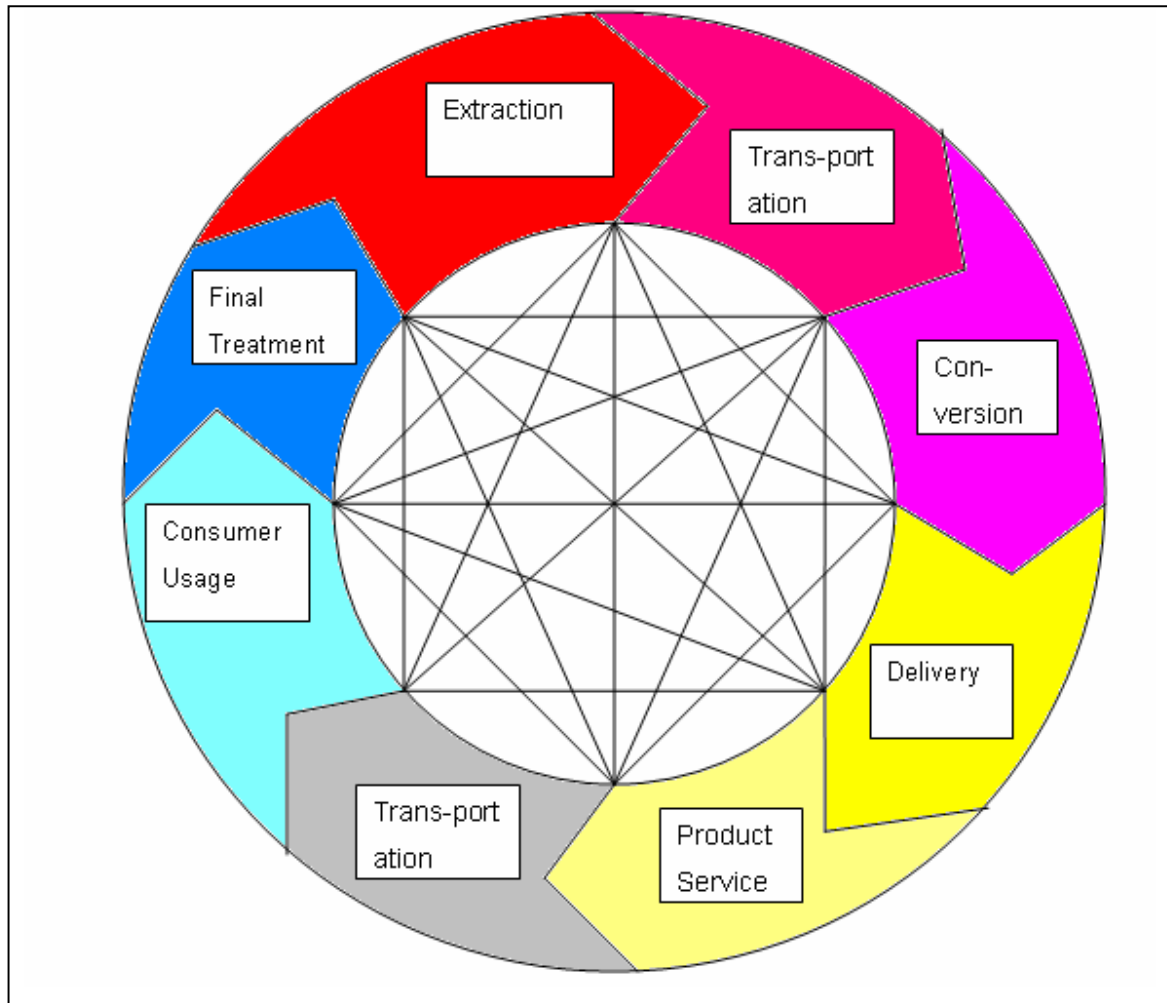 Extraction
Trans-port
ation
Con-
version
Delivery
Product
Service
Trans-port
ation
Consumer
Usage
Final
Treatment